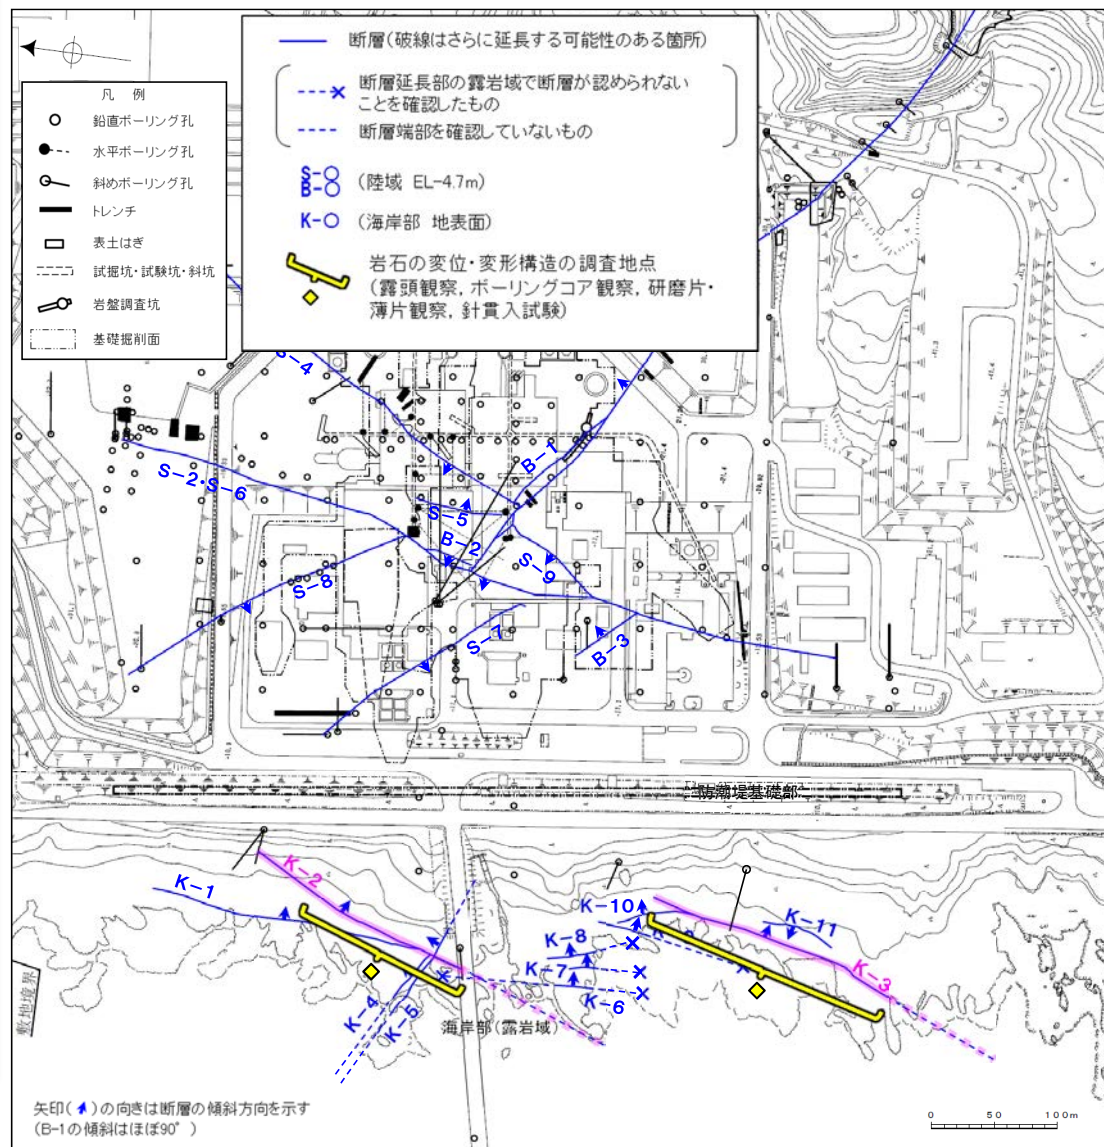 断層(破線はさらに延長する可能性のある箇所)
断層延長部の露岩域で断層が認められない
ことを確認したもの
断層端部を確認していないもの
S-○
B-○
(陸域 EL-4.7m)
K-○ (海岸部 地表面)
岩石の変位・変形構造の調査地点
(露頭観察, ボーリングコア観察, 研磨片・
薄片観察, 針貫入試験)
凡 例
鉛直ボーリング孔
水平ボーリング孔
斜めボーリング孔
トレンチ
表土はぎ
試掘坑・試験坑・斜坑
岩盤調査坑
基礎掘削面
S-4
B-1
S-2・S-6
S-5
B-2
S-9
S-8
S-7
B-3
防潮堤基礎部
K-2
K-1
K-10
K-11
K-8
K-7
K-6
K-3
K-4
K-5
海岸部(露岩域)
敷地境界
矢印( )の向きは断層の傾斜方向を示す
(B-1の傾斜はほぼ90°)
0 50 100m